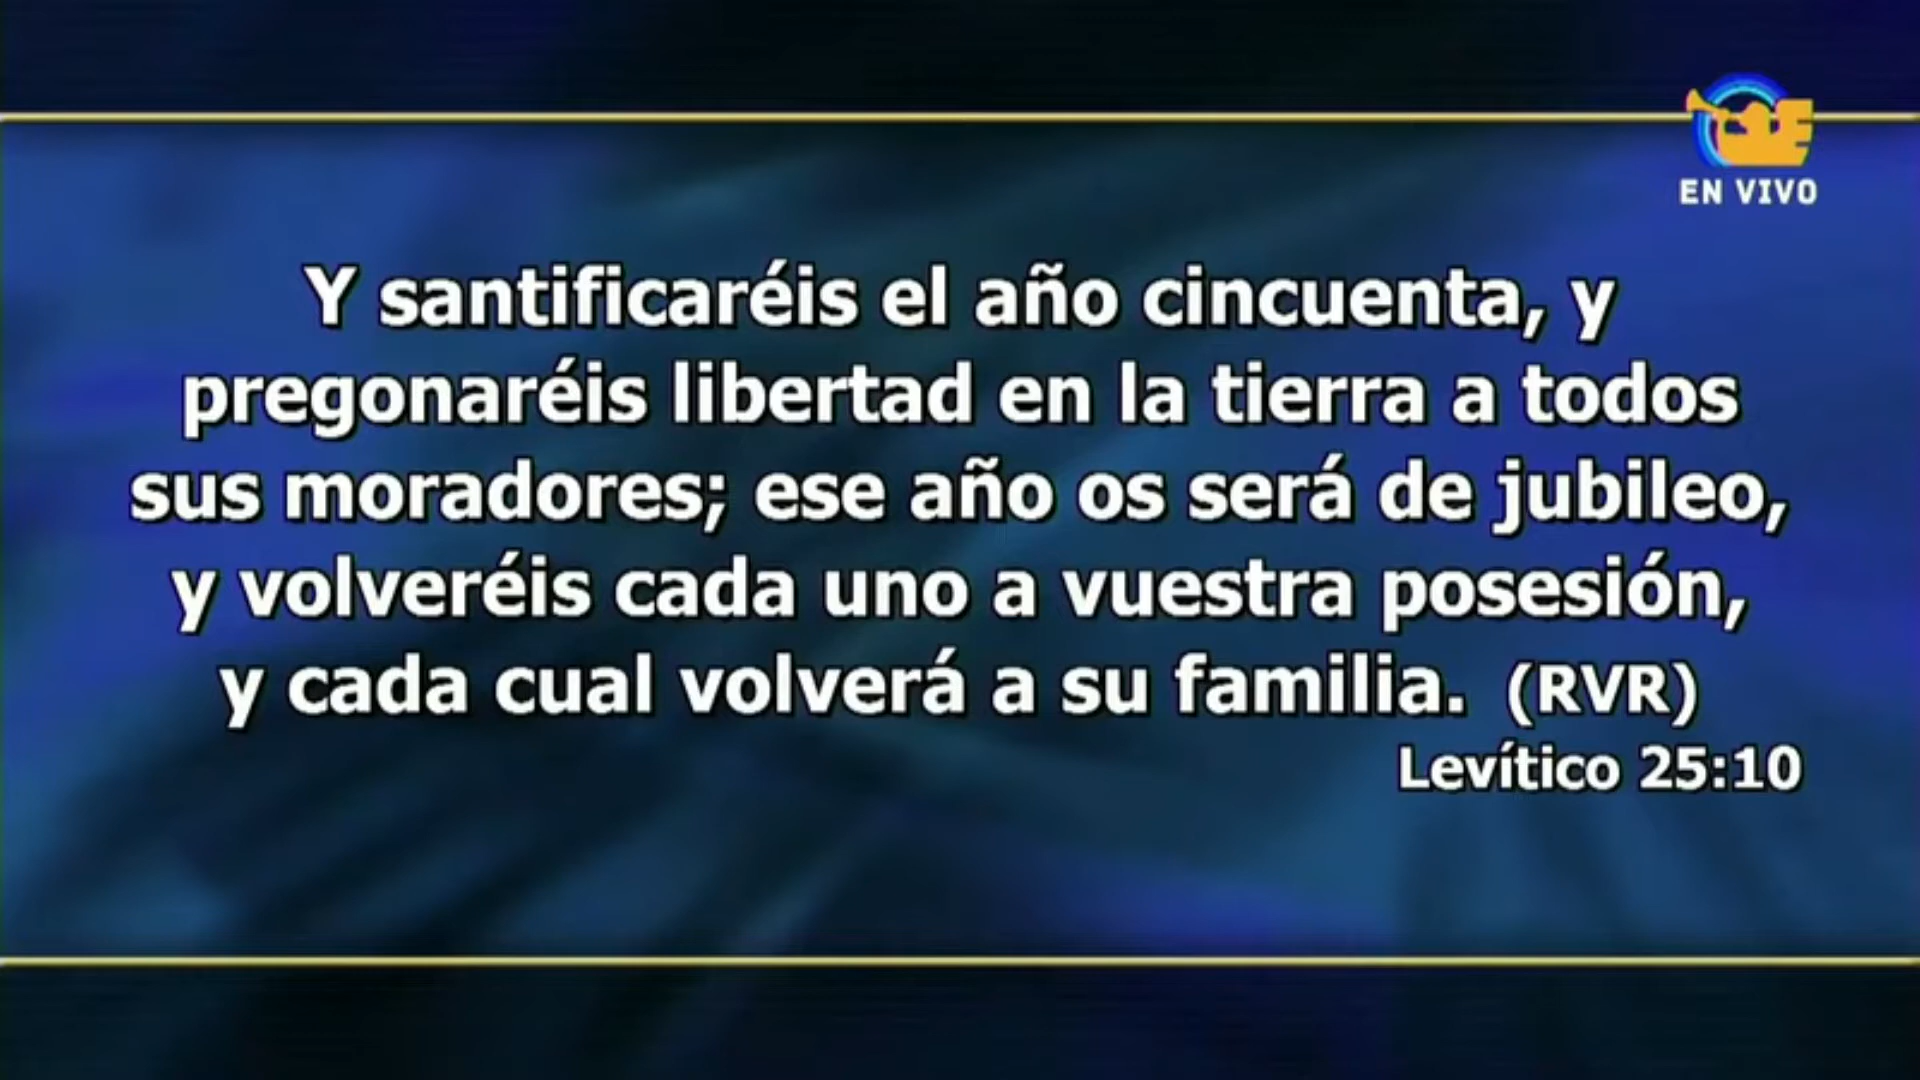 EN VIVO
Y santificaréis el año cincuenta, y
pregonaréis libertad en la tierra a todos
sus moradores; ese año os será de jubileo,
y volveréis cada uno a vuestra posesión,
y cada cual volverá a su familia. (RVR)
Levítico 25:10